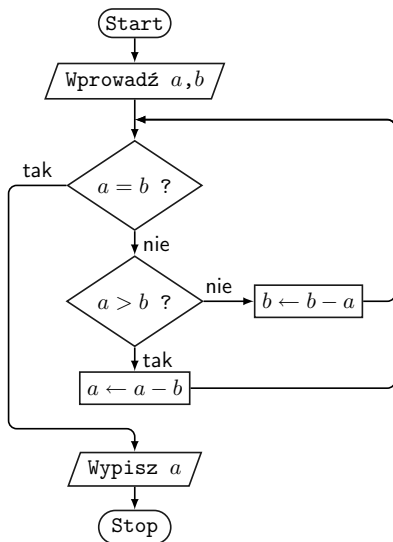 Start
Wprowadź a,b
tak
a = b ?
nie
a > b ?
nie
b ← b − a
tak
a ← a − b
Wypisz a
Stop